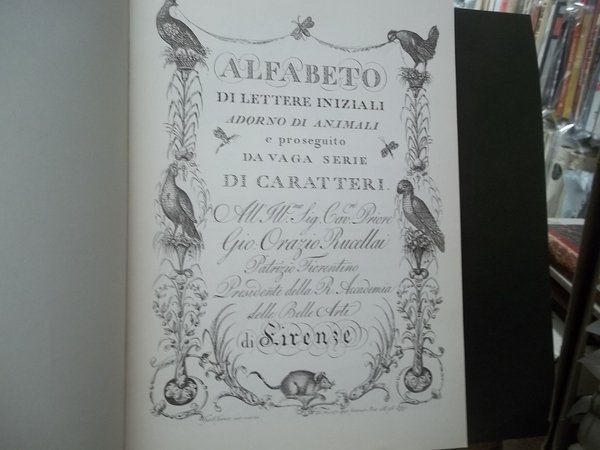 ALFABETO
DI LETTERE INIZIALI
ADORNO DI ANIMALI
e proseguito
DA VAGA SERIE
DI CARATTERI.
All Ill.mo Sig. Cav.re Priore
Gio Orazio Rucellai
Patrizio Fiorentino
Presidente della R. Accademia
delle Belle Arti
di Firenze